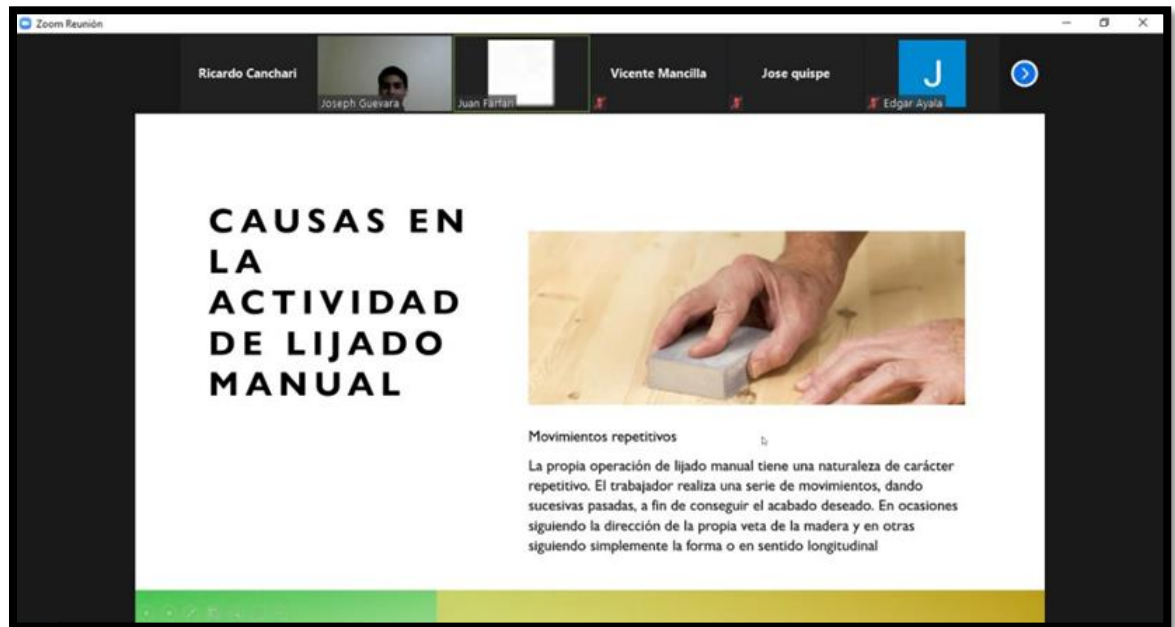 Zoom Reunión
Ricardo Canchari
Joseph Guevara
Juan Farfan
Vicente Mancilla
Jose quispe
J
Edgar Ayala
CAUSAS EN
LA
ACTIVIDAD
DE LIJADO
MANUAL
Movimientos repetitivos
La propia operación de lijado manual tiene una naturaleza de carácter
repetitivo. El trabajador realiza una serie de movimientos, dando
sucesivas pasadas, a fin de conseguir el acabado deseado. En ocasiones
siguiendo la dirección de la propia veta de la madera y en otras
siguiendo simplemente la forma o en sentido longitudinal